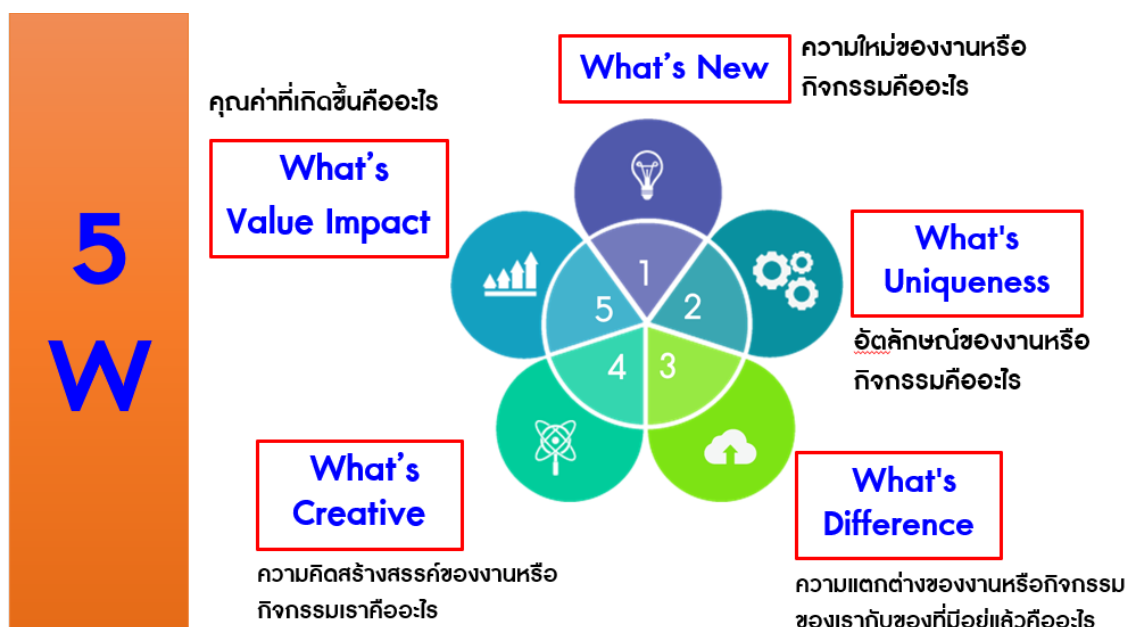 5
W
What's New
ความใหม่ของงานหรือ
กิจกรรมคืออะไร
คุณค่าที่เกิดขึ้นคืออะไร
What's
Value Impact
What's
Uniqueness
อัตลักษณ์ของงานหรือ
กิจกรรมคืออะไร
1
2
3
4
5
What's
Creative
ความคิดสร้างสรรค์ของงานหรือ
กิจกรรมเราคืออะไร
What's
Difference
ความแตกต่างของงานหรือกิจกรรม
ของเรากับของที่มีอยู่แล้วคืออะไร